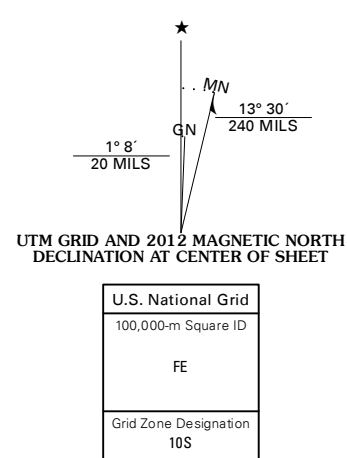 MN
13° 30´
240 MILS
GN
1° 8´
20 MILS
UTM GRID AND 2012 MAGNETIC NORTH
DECLINATION AT CENTER OF SHEET
U.S. National Grid
100,000-m Square ID
FE
Grid Zone Designation
10S